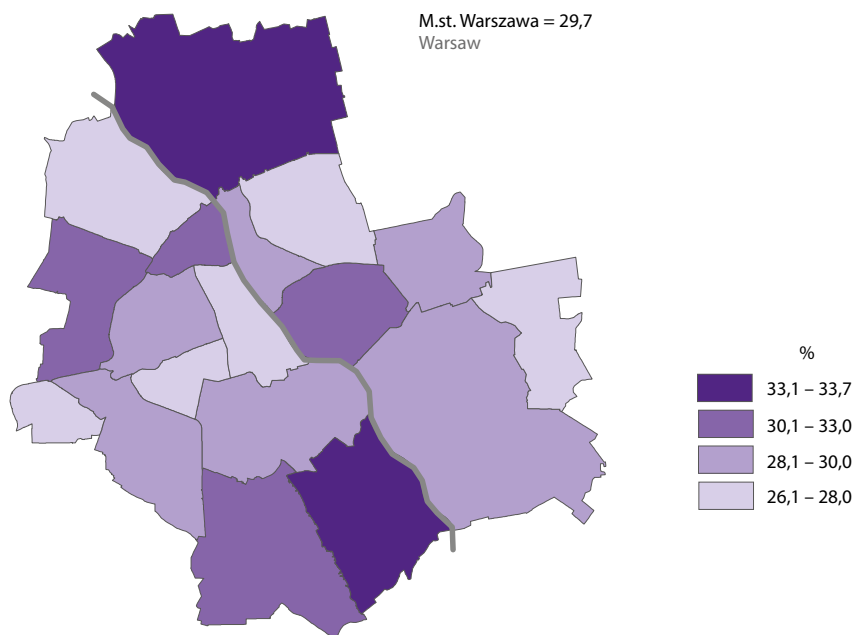 M.st. Warszawa = 29,7
Warsaw
%
33,1 – 33,7
30,1 – 33,0
28,1 – 30,0
26,1 – 28,0